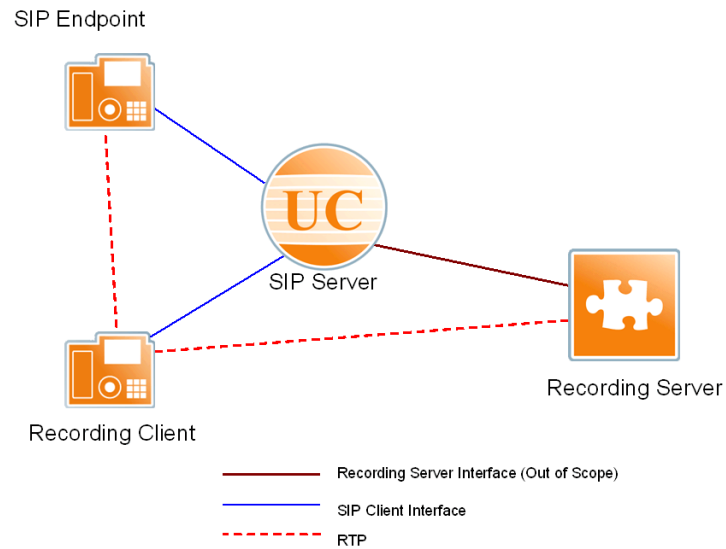 SIP Endpoint
UC
SIP Server
Recording Server
Recording Client
Recording Server Interface (Out of Scope)
SIP Client Interface
RTP